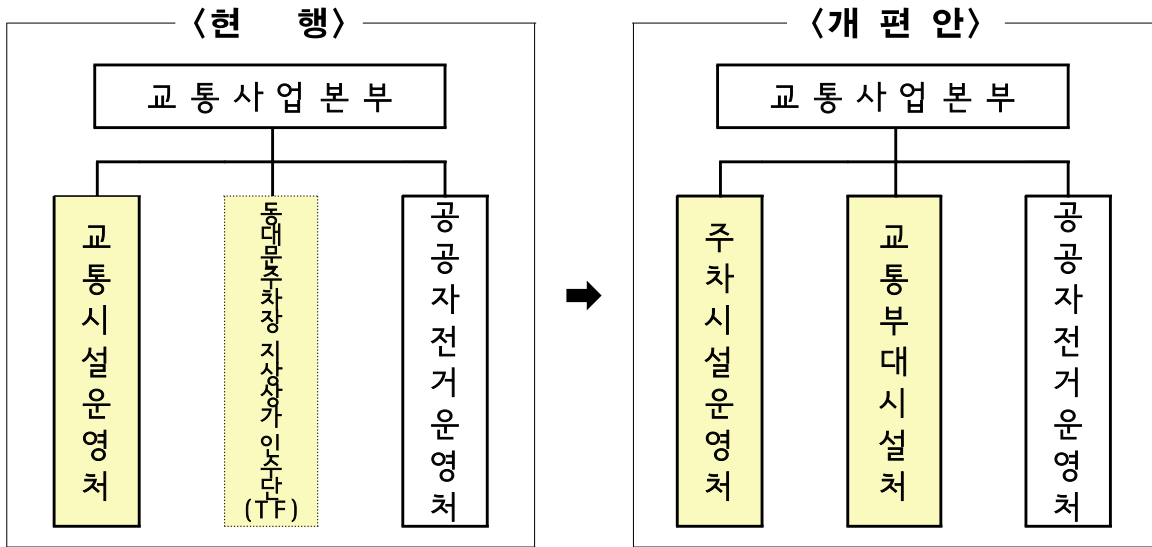 〈현 행〉
교통사업본부
교통시설운영처
동대문주차장 지상상가 인수단
(TF)
공공자전거운영처
〈개 편 안〉
교통사업본부
주차시설운영처
교통부대시설처
공공자전거운영처